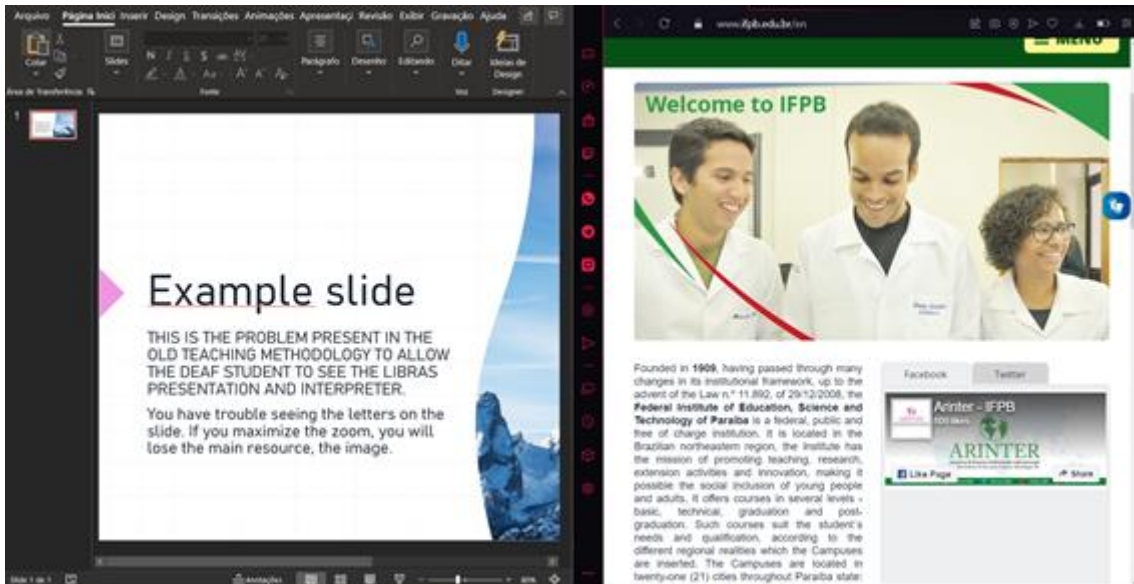 Arquivo Página Inici Inserir Design Transições Animações Apresentaçi Revisão Exibir Gravação Ajuda
Colar
Slides
Parágrafo
Desenho
Editando
Ditar
Ideias de
Design
Área de Transferência
Fonte
Voz
Designer
1
Example slide
THIS IS THE PROBLEM PRESENT IN THE
OLD TEACHING METHODOLOGY TO ALLOW
THE DEAF STUDENT TO SEE THE LIBRAS
PRESENTATION AND INTERPRETER.
You have trouble seeing the letters on the
slide. If you maximize the zoom, you will
lose the main resource, the image.
Slide 1 de 1
Anotações
80%
www.ifpb.edu.br/en
MENU
Welcome to IFPB
Founded in 1909, having passed through many
changes in its institutional framework, up to the
advent of the Law n.° 11.892, of 29/12/2008, the
Federal Institute of Education, Science and
Technology of Paraíba is a federal, public and
free of charge institution. It is located in the
Brazilian northeastern region, the Institute has
the mission of promoting teaching, research,
extension activities and innovation, making it
possible the social inclusion of young people
and adults. It offers courses in several levels -
basic, technical, graduation and post-
graduation. Such courses suit the student's
needs and qualification, according to the
different regional realities which the Campuses
are inserted. The Campuses are located in
twenty-one (21) cities throughout Paraíba state:
Facebook
Twitter
Arinter - IFPB
ARINTER
Like Page
Share